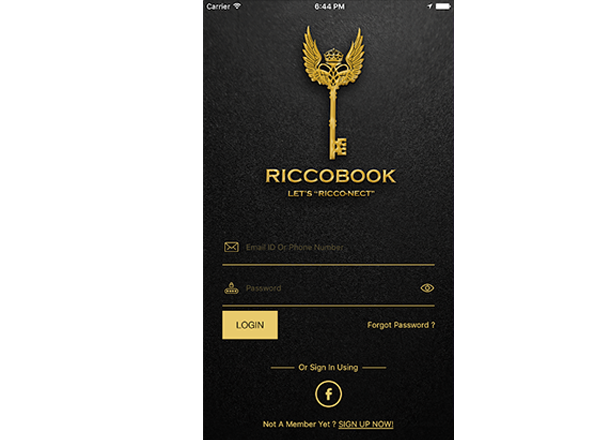 Carrier 6:44 PM
RICCOBOOK
LET'S "RICCO-NECT"
Email ID Or Phone Number
Password
LOGIN Forgot Password ?
Or Sign In Using
f
Not A Member Yet ? SIGN UP NOW!